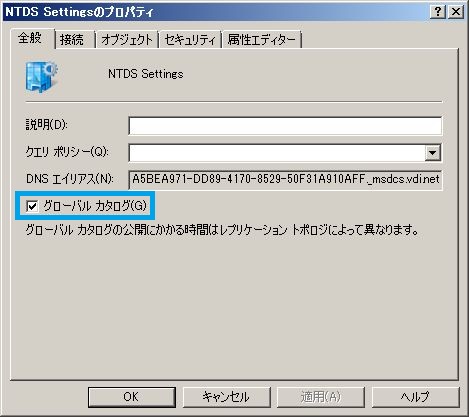 NTDS Settingsのプロパティ
全般 接続 オブジェクト セキュリティ 属性エディター
NTDS Settings
説明(D):
クエリ ポリシー(Q):
DNS エイリアス(N): A5BEA971-DD89-4170-8529-50F31A910AFF._msdcs.vdi.net
グローバル カタログ(G)
グローバル カタログの公開にかかる時間はレプリケーション トポロジによって異なります。
OK キャンセル 適用(A) ヘルプ